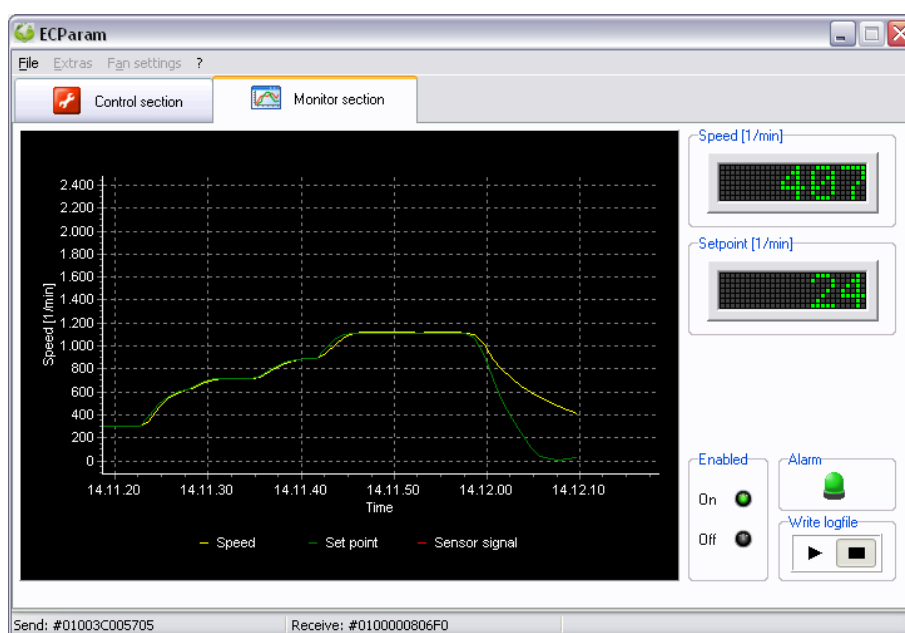 ECParam
File Extras Fan settings ?
Control section Monitor section
Speed [1/min]
407
Setpoint [1/min]
24
Speed [1/min]
2.400
2.200
2.000
1.800
1.600
1.400
1.200
1.000
800
600
400
200
0
14.11.20 14.11.30 14.11.40 14.11.50 14.12.00 14.12.10
Time
Speed Set point Sensor signal
Enabled
On
Off
Alarm
Write logfile
Send: #01003C005705 Receive: #0100000806F0